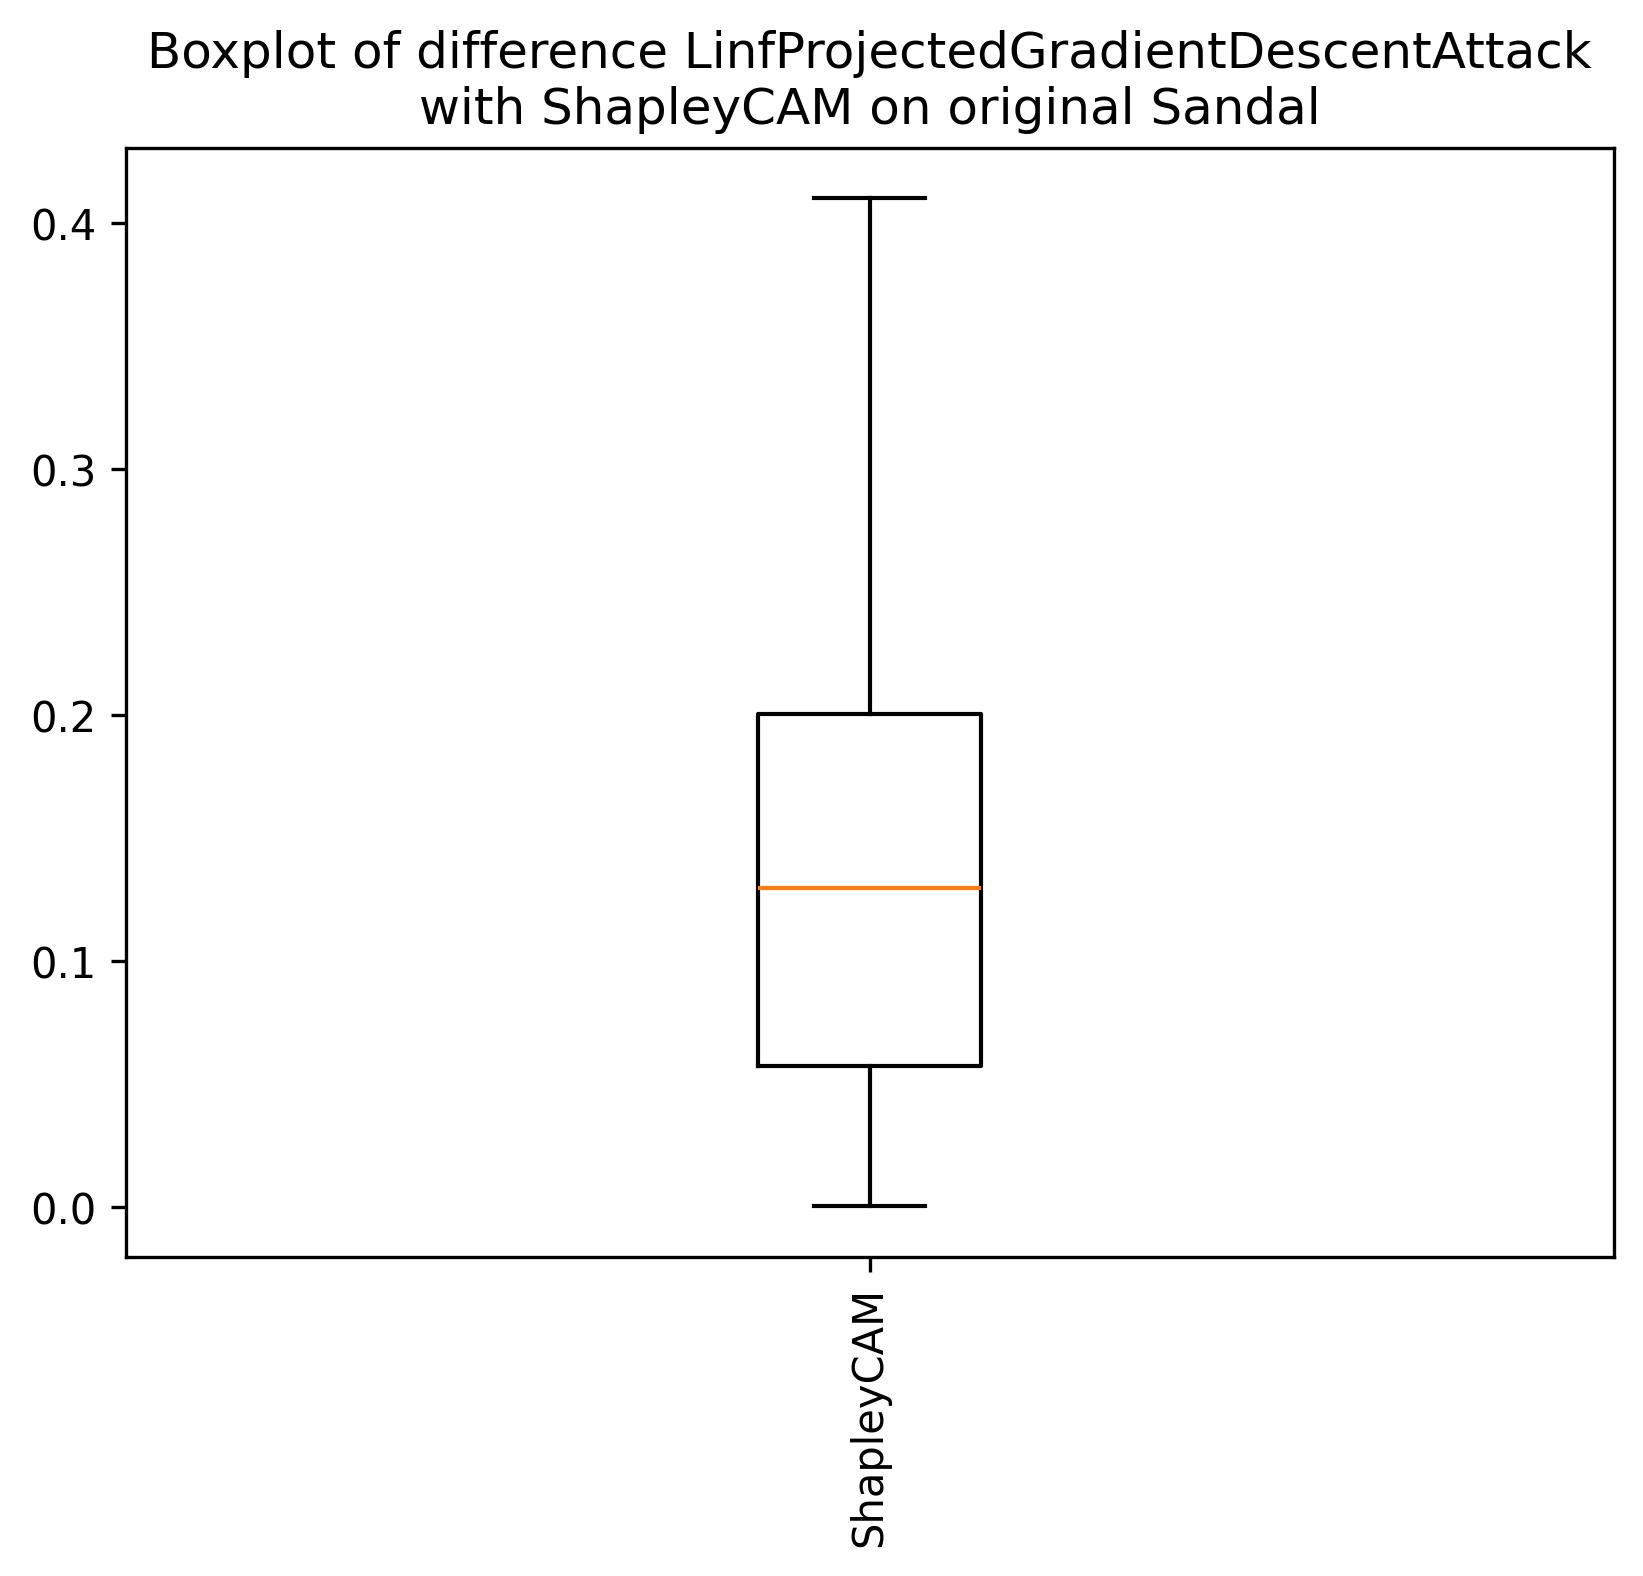 Boxplot of difference LinfProjectedGradientDescentAttack
with ShapleyCAM on original Sandal
0.4
0.3
0.2
0.1
0.0
ShapleyCAM